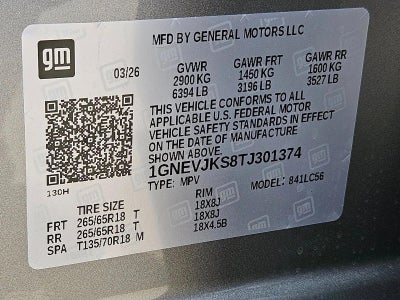 gm
MFD BY GENERAL MOTORS LLC
03/26
GVWR GAWR FRT GAWR RR
2900 KG 1450 KG 1600 KG
6394 LB 3196 LB 3527 LB
THIS VEHICLE CONFORMS TO ALL
APPLICABLE U.S. FEDERAL MOTOR
VEHICLE SAFETY STANDARDS IN EFFECT
ON THE DATE OF MANUFACTURE
SHOWN ABOVE.
1GNEVJKS8TJ301374
130H
TYPE: MPV MODEL: 841LC56
TIRE SIZE RIM
FRT 265/65R18 T 18X8J
RR 265/65R18 T 18X8J
SPA T135/70R18 M 18X4.5B